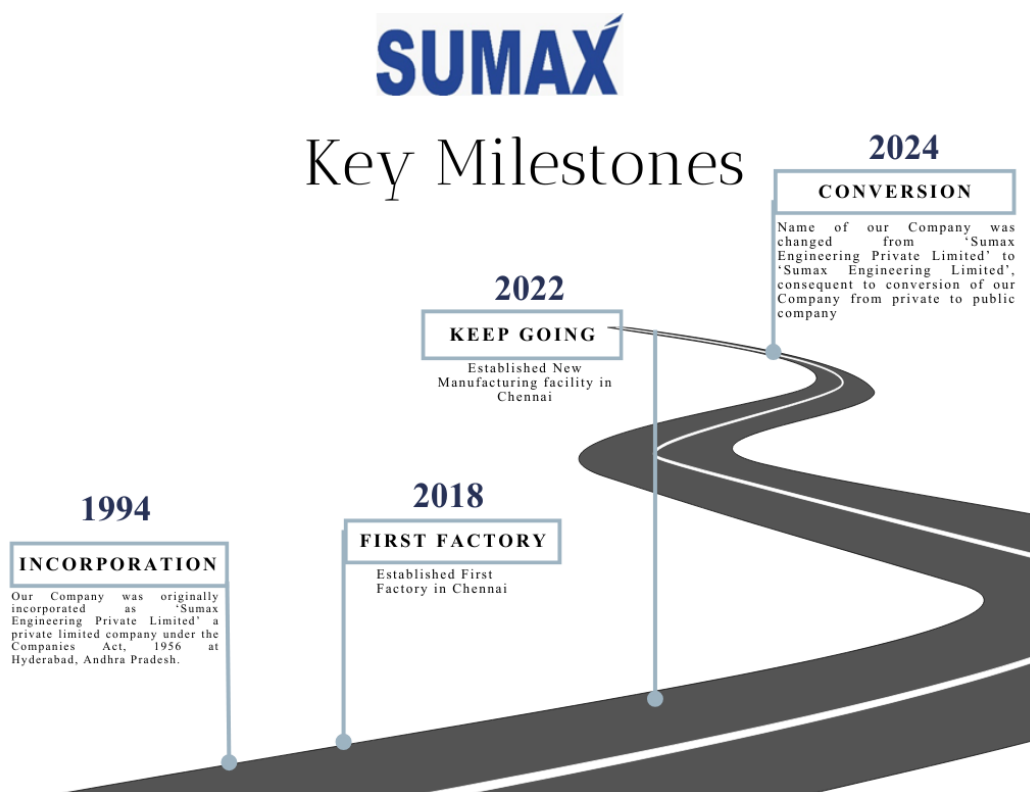 SUMAX
Key Milestones
2024
CONVERSION
Name of our Company was
changed from ‘Sumax
Engineering Private Limited’ to
‘Sumax Engineering Limited’,
consequent to conversion of our
Company from private to public
company
2022
KEEP GOING
Established New
Manufacturing facility in
Chennai
2018
FIRST FACTORY
Established First
Factory in Chennai
1994
INCORPORATION
Our Company was originally
incorporated as ‘Sumax
Engineering Private Limited’ a
private limited company under the
Companies Act, 1956 at
Hyderabad, Andhra Pradesh.